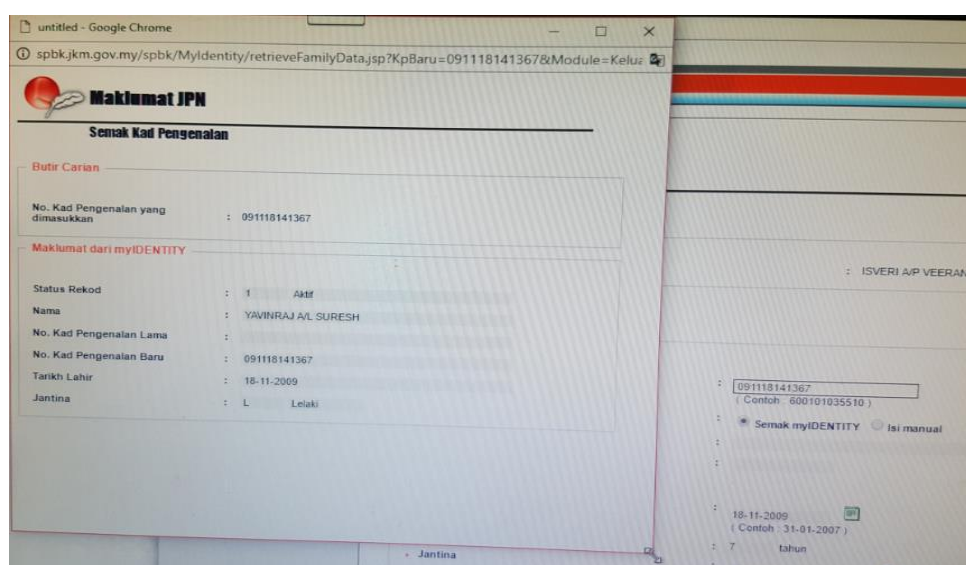 untitled - Google Chrome
spbk.jkm.gov.my/spbk/MyIdentity/retrieveFamilyData.jsp?KpBaru=091118141367&Module=Kelua
Maklumat JPN
Semak Kad Pengenalan
Butir Carian
No. Kad Pengenalan yang
dimasukkan : 091118141367
Maklumat dari myIDENTITY
Status Rekod : 1 Aktif
Nama : YAVINRAJ A/L SURESH
No. Kad Pengenalan Lama :
No. Kad Pengenalan Baru : 091118141367
Tarikh Lahir : 18-11-2009
Jantina : L Lelaki
: ISVERI A/P VEERAN
: 091118141367
( Contoh : 600101035510 )
: Semak myIDENTITY Isi manual
:
:
: 18-11-2009
( Contoh : 31-01-2007 )
: 7 tahun
Jantina